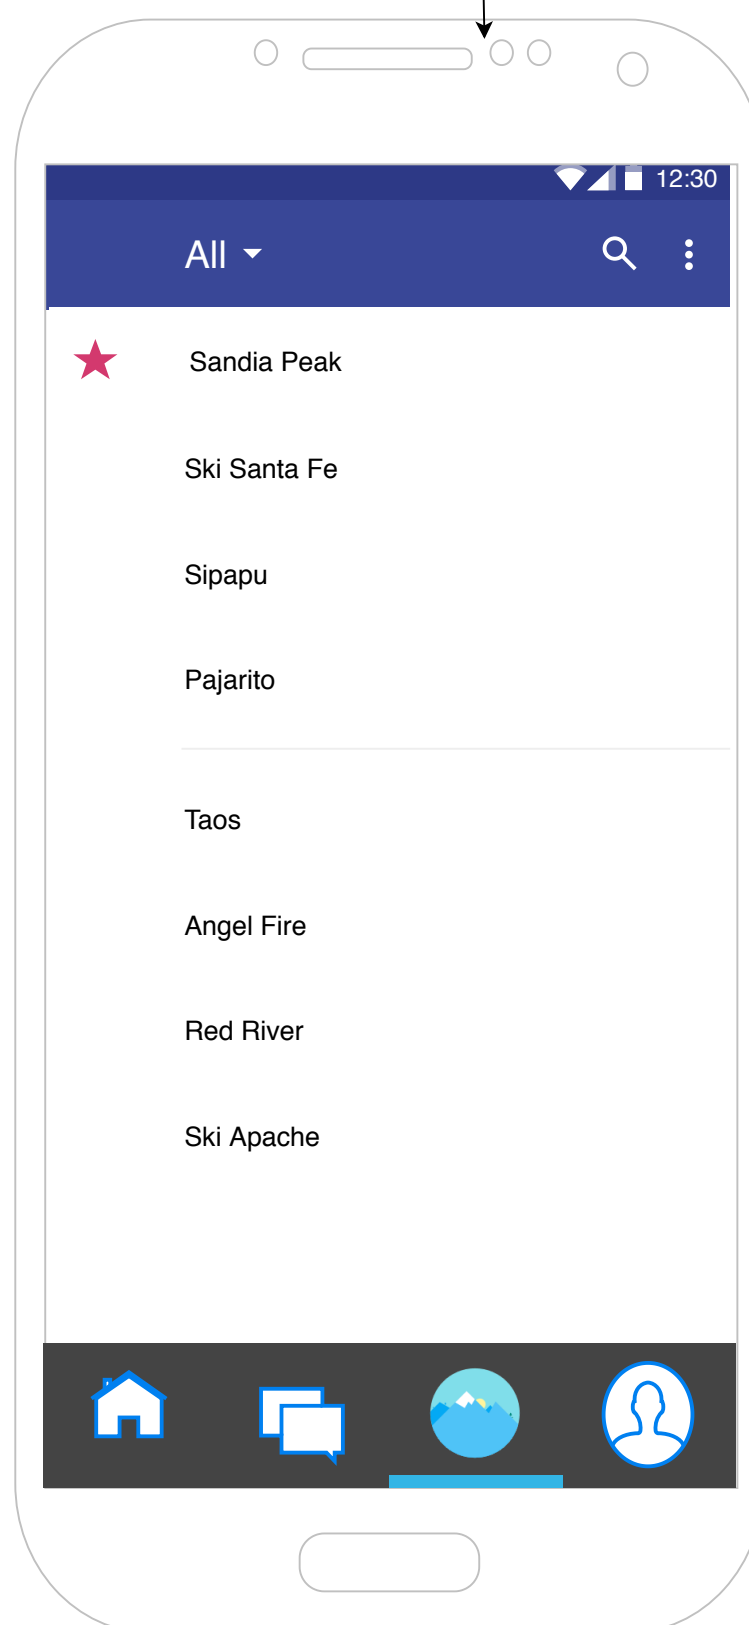 12:30
All
Sandia Peak
Ski Santa Fe
Sipapu
Pajarito
Taos
Angel Fire
Red River
Ski Apache